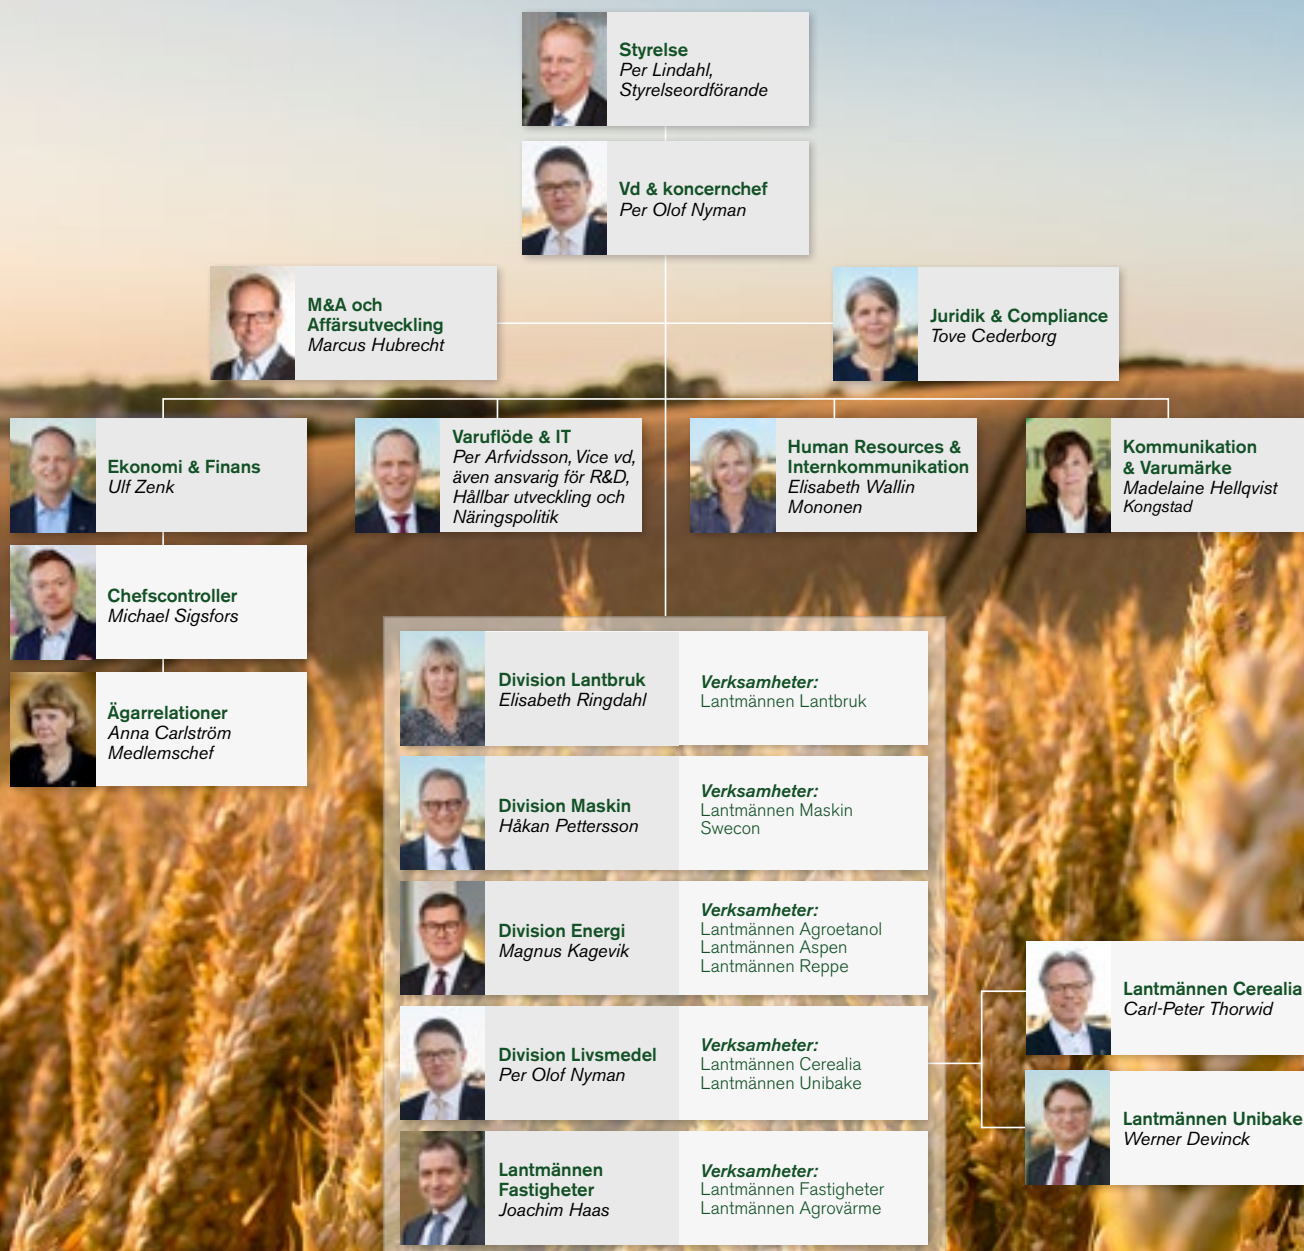 Styrelse
Per Lindahl,
Styrelseordförande
Vd & koncernchef
Per Olof Nyman
M&A och
Affärsutveckling
Marcus Hubrecht
Juridik & Compliance
Tove Cederborg
Ekonomi & Finans
Ulf Zenk
Varuflöde & IT
Per Arfvidsson, Vice vd,
även ansvarig för R&D,
Hållbar utveckling och
Näringspolitik
Human Resources &
Internkommunikation
Elisabeth Wallin
Mononen
Kommunikation
& Varumärke
Madelaine Hellqvist
Kongstad
Chefscontroller
Michael Sigsfors
Ägarrelationer
Anna Carlström
Medlemschef
Division Lantbruk
Elisabeth Ringdahl
Verksamheter:
Lantmännen Lantbruk
Division Maskin
Håkan Pettersson
Verksamheter:
Lantmännen Maskin
Swecon
Division Energi
Magnus Kagevik
Verksamheter:
Lantmännen Agroetanol
Lantmännen Aspen
Lantmännen Reppe
Division Livsmedel
Per Olof Nyman
Verksamheter:
Lantmännen Cerealia
Lantmännen Unibake
Lantmännen Cerealia
Carl-Peter Thorwid
Lantmännen Unibake
Werner Devinck
Lantmännen
Fastigheter
Joachim Haas
Verksamheter:
Lantmännen Fastigheter
Lantmännen Agrovärme